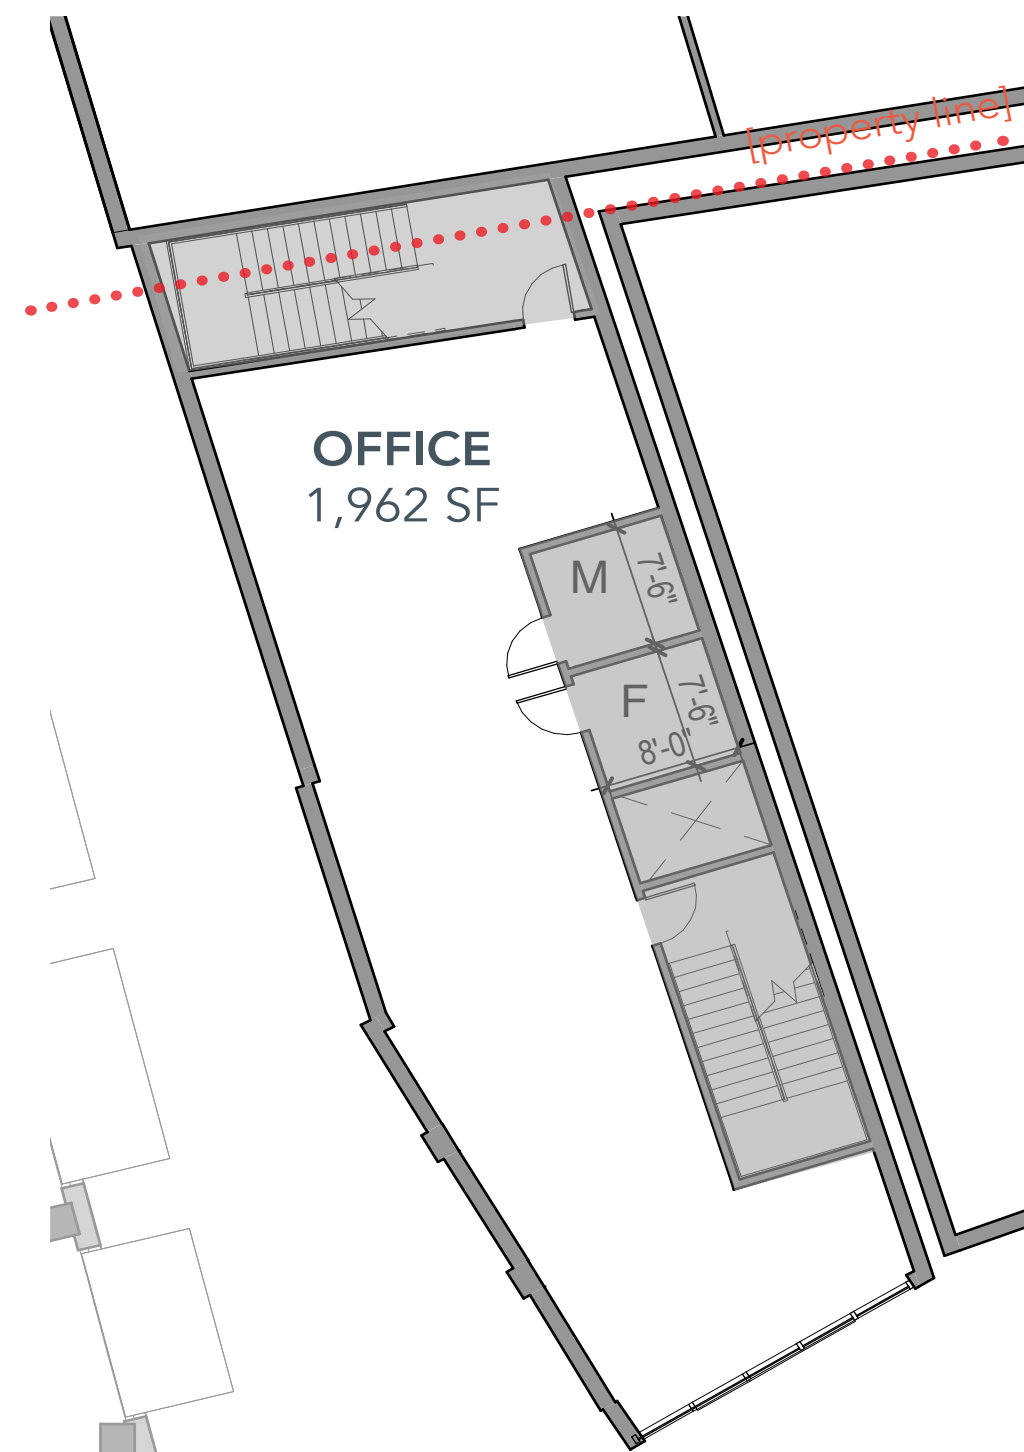 [property line]
OFFICE
1,962 SF
M
7'-6"
F
7'-6"
8'-0"